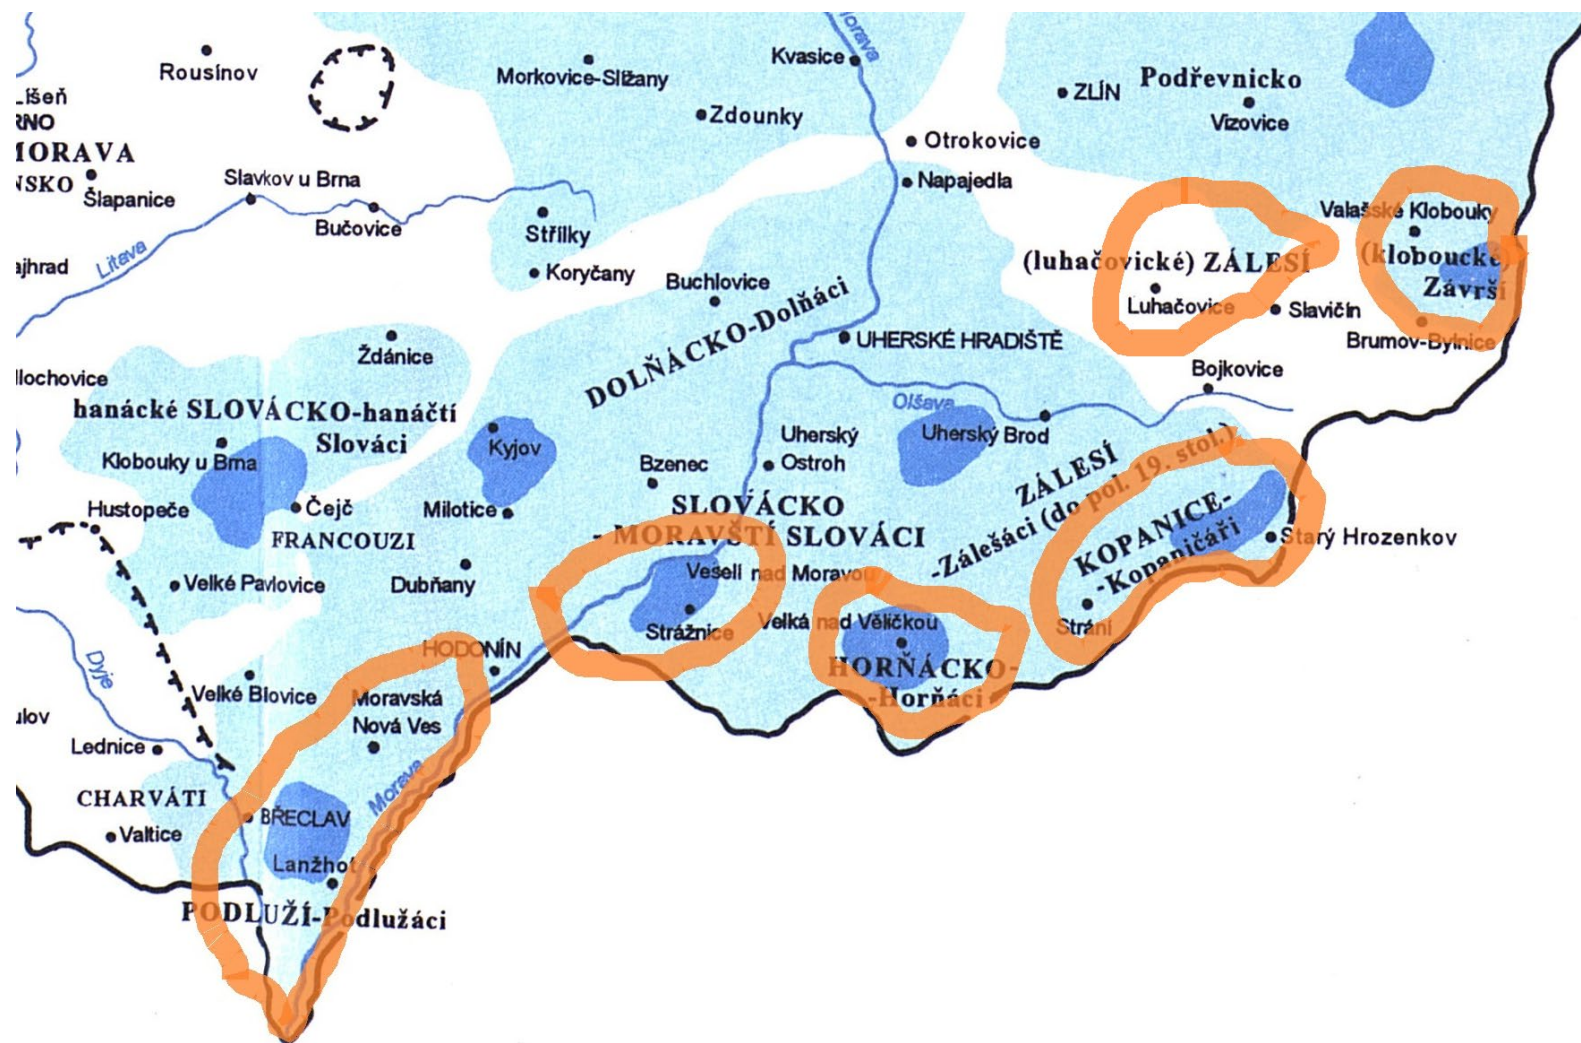 Morava
Rousínov
Morkovice-Slížany
Kvasice
Podřevnicko
ZLÍN
Vizovice
Zdounky
Otrokovice
Líšeň
RNO
MORAVA
NSKO
Šlapanice
Slavkov u Brna
Bučovice
Litava
ajhrad
Střílky
Koryčany
Napajedla
Valašské Klobouky
(kloboucké)
Závrší
Brumov-Bylnice
(luhačovické) ZÁLESÍ
Luhačovice
Slavičín
Bojkovice
Buchlovice
DOLŇÁCKO-Dolňáci
UHERSKÉ HRADIŠTĚ
Olšava
Uherský Brod
Ždánice
lochovice
hanácké SLOVÁCKO-hanáčtí
Slováci
Klobouky u Brna
Kyjov
Hustopeče
Čejč
FRANCOUZI
Milotice
Bzenec
Uherský
Ostroh
SLOVÁCKO
- MORAVŠTÍ SLOVÁCI
ZÁLESÍ
-Zálešáci (do pol. 19. stol.)
KOPANICE-
-Kopaničáři
Starý Hrozenkov
Strání
Velké Pavlovice
Dubňany
Veselí nad Moravou
Strážnice
Velká nad Věličkou
HORŇÁCKO-
-Horňáci
HODONÍN
Dyje
Velké Bílovice
Moravská
Nová Ves
ulov
Lednice
Morava
CHARVÁTI
Valtice
BŘECLAV
Lanžhot
PODLUŽÍ-Podlužáci